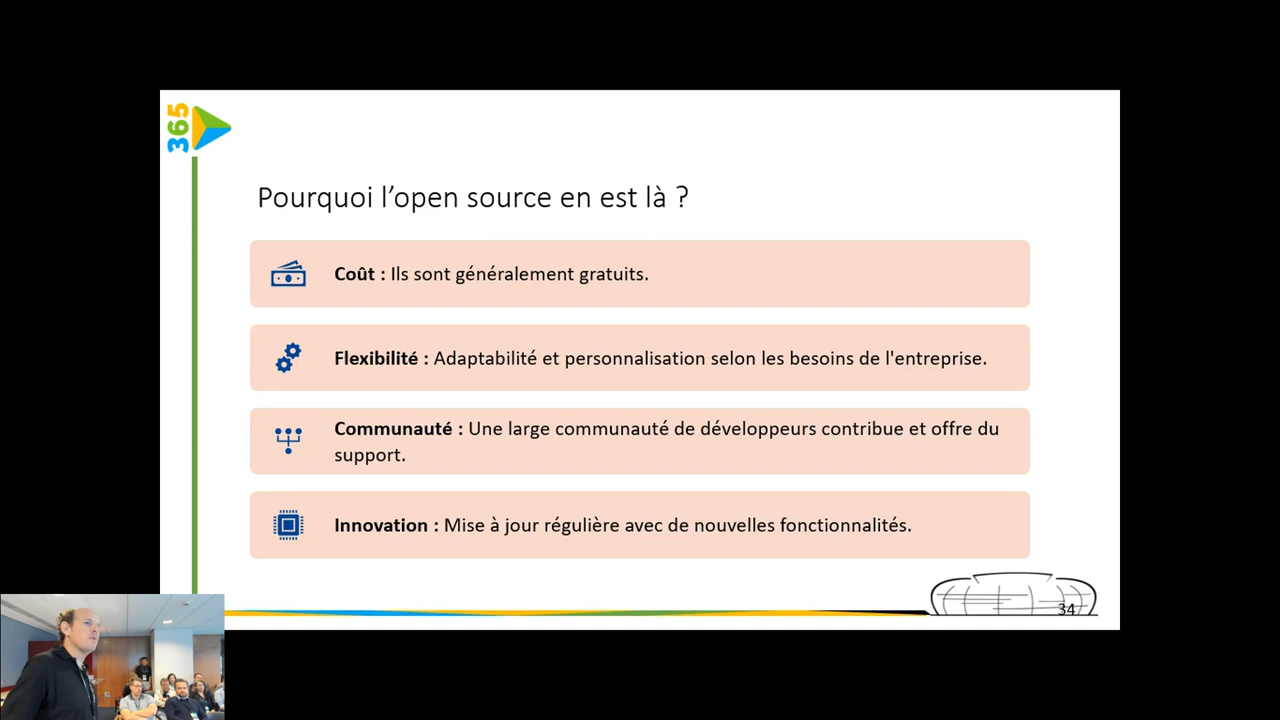 365
Pourquoi l’open source en est là ?
Coût : Ils sont généralement gratuits.
Flexibilité : Adaptabilité et personnalisation selon les besoins de l'entreprise.
Communauté : Une large communauté de développeurs contribue et offre du
support.
Innovation : Mise à jour régulière avec de nouvelles fonctionnalités.
34